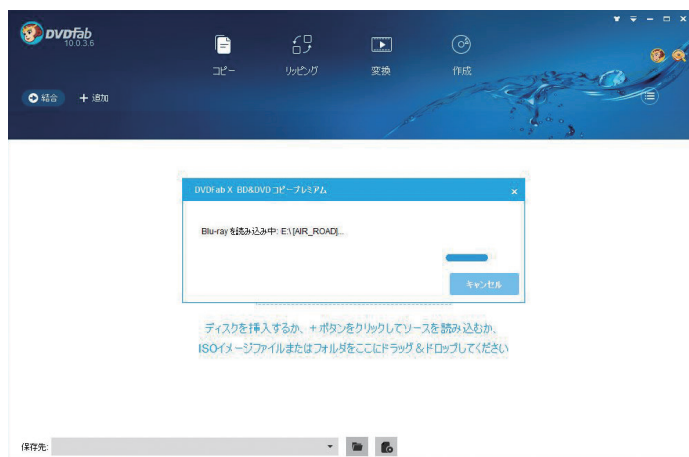 DVDFab
10.0.3.6
コピー
リッピング
変換
作成
結合
+ 追加
DVDFab X BD&DVD コピープレミアム
Blu-ray を読み込み中: E:\ [AIR_ROAD]...
キャンセル
ディスクを挿入するか、+ ボタンをクリックしてソースを読み込むか、
ISOイメージファイルまたはフォルダをここにドラッグ＆ドロップしてください
保存先: